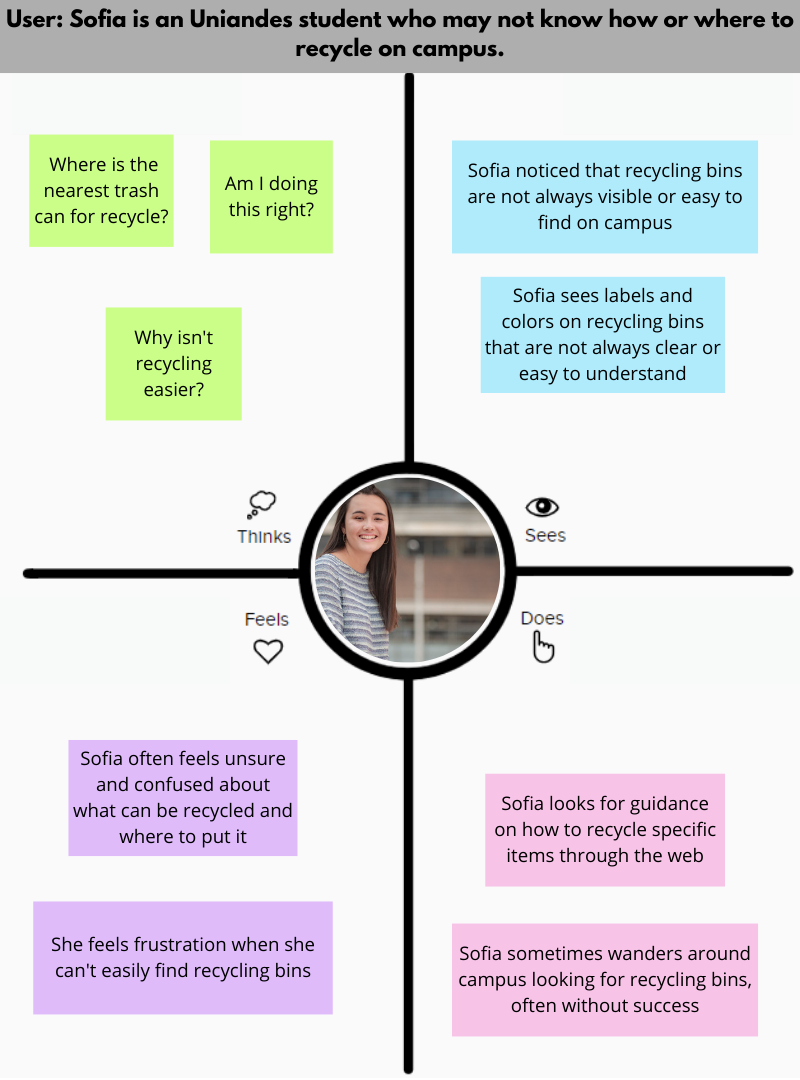 User: Sofia is an Uniandes student who may not know how or where to
recycle on campus.
Where is the
nearest trash
can for recycle?
Am I doing
this right?
Why isn't
recycling
easier?
Sofia noticed that recycling bins
are not always visible or easy to
find on campus
Sofia sees labels and
colors on recycling bins
that are not always clear or
easy to understand
Thinks
Sees
Feels
Does
Sofia often feels unsure
and confused about
what can be recycled and
where to put it
She feels frustration when she
can't easily find recycling bins
Sofia looks for guidance
on how to recycle specific
items through the web
Sofia sometimes wanders around
campus looking for recycling bins,
often without success